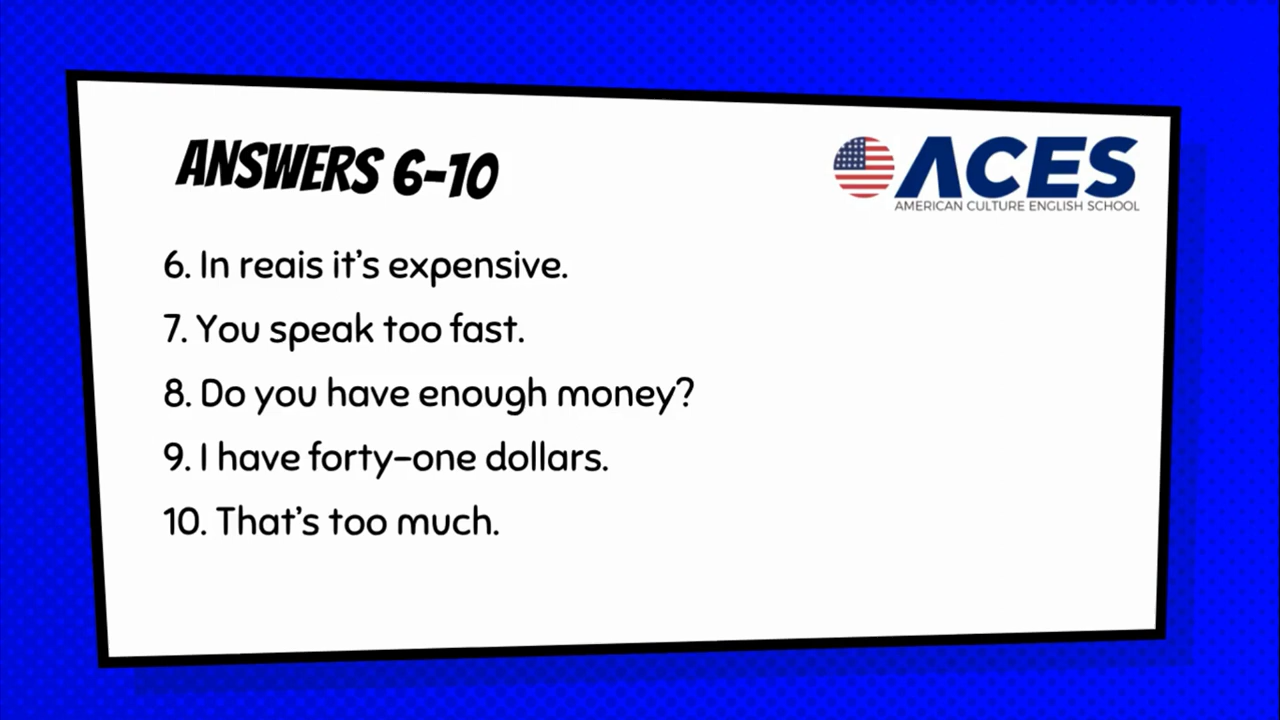 ANSWERS 6-10
ACES
AMERICAN CULTURE ENGLISH SCHOOL
6. In reais it's expensive.
7. You speak too fast.
8. Do you have enough money?
9. I have forty-one dollars.
10. That's too much.